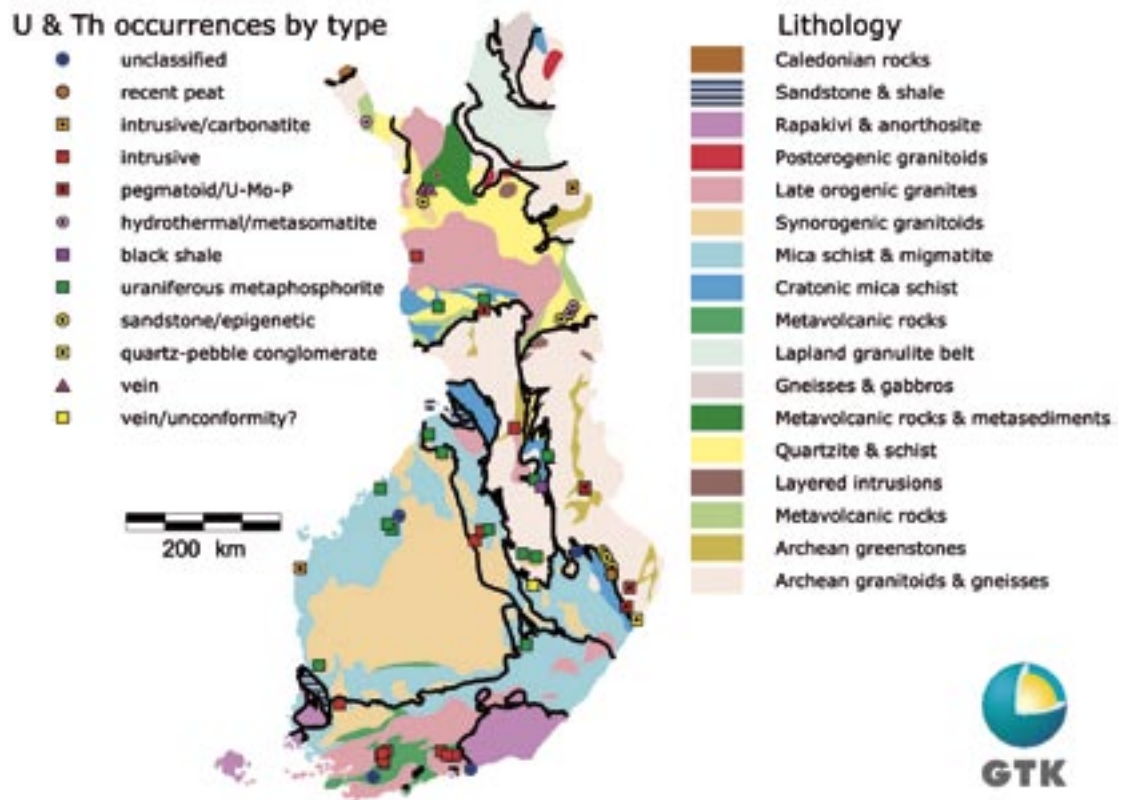 U & Th occurrences by type
unclassified
recent peat
intrusive/carbonatite
intrusive
pegmatoid/U-Mo-P
hydrothermal/metasomatite
black shale
uraniferous metaphosphorite
sandstone/epigenetic
quartz-pebble conglomerate
vein
vein/unconformity?
200 km
Lithology
Caledonian rocks
Sandstone & shale
Rapakivi & anorthosite
Postorogenic granitoids
Late orogenic granites
Synorogenic granitoids
Mica schist & migmatite
Cratonic mica schist
Metavolcanic rocks
Lapland granulite belt
Gneisses & gabbros
Metavolcanic rocks & metasediments
Quartzite & schist
Layered intrusions
Metavolcanic rocks
Archean greenstones
Archean granitoids & gneisses
GTK